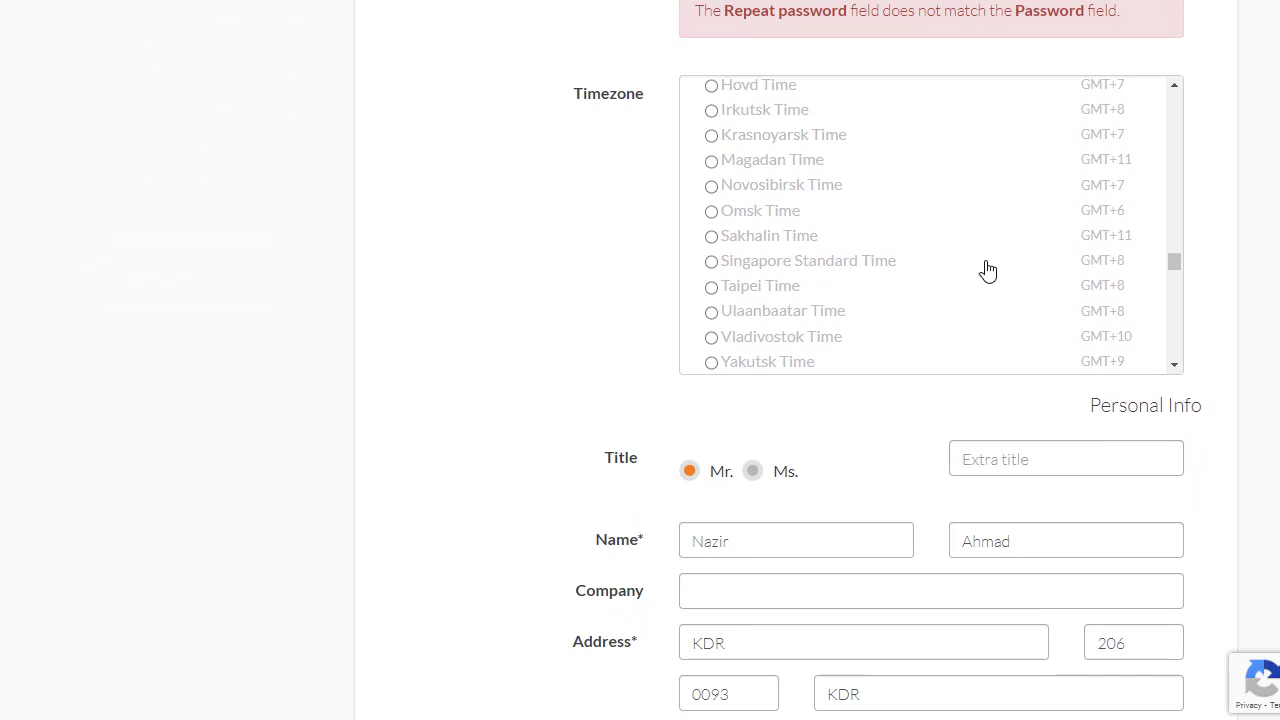 The Repeat password field does not match the Password field.
Timezone
Hovd Time GMT+7
Irkutsk Time GMT+8
Krasnoyarsk Time GMT+7
Magadan Time GMT+11
Novosibirsk Time GMT+7
Omsk Time GMT+6
Sakhalin Time GMT+11
Singapore Standard Time GMT+8
Taipei Time GMT+8
Ulaanbaatar Time GMT+8
Vladivostok Time GMT+10
Yakutsk Time GMT+9
Personal Info
Title Mr. Ms. Extra title
Name* Nazir Ahmad
Company
Address* KDR 206
0093 KDR
Privacy -